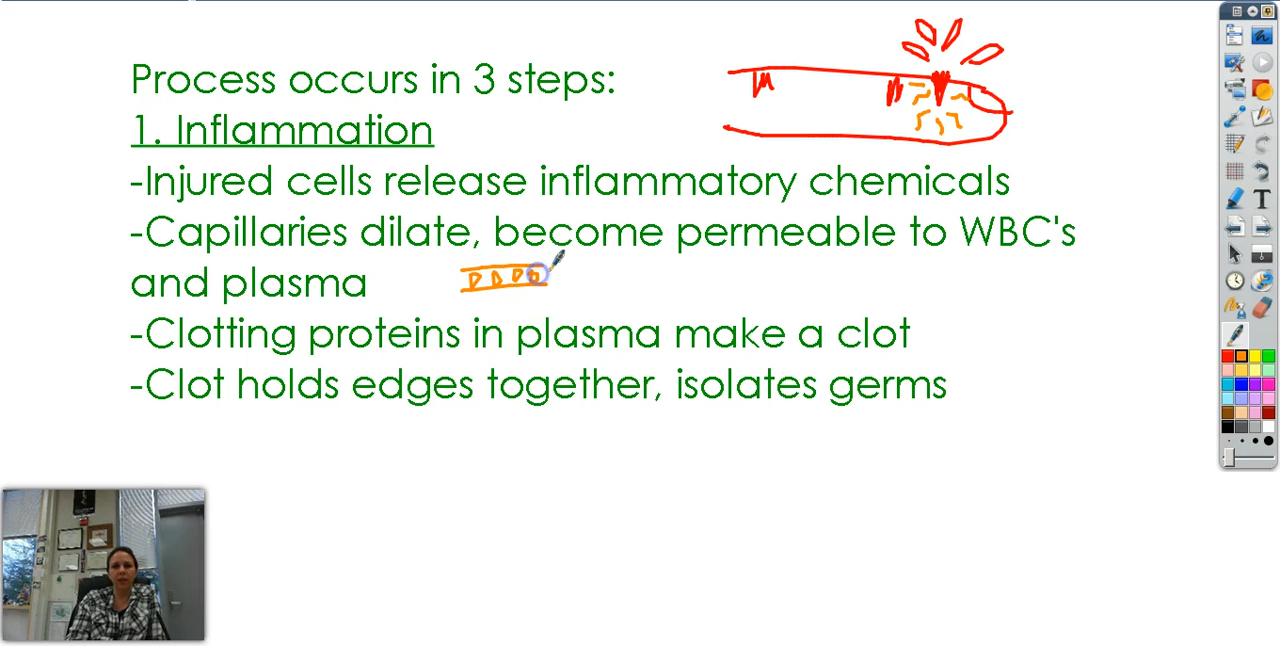 Process occurs in 3 steps:
1. Inflammation
-Injured cells release inflammatory chemicals
-Capillaries dilate, become permeable to WBC's
and plasma
-Clotting proteins in plasma make a clot
-Clot holds edges together, isolates germs